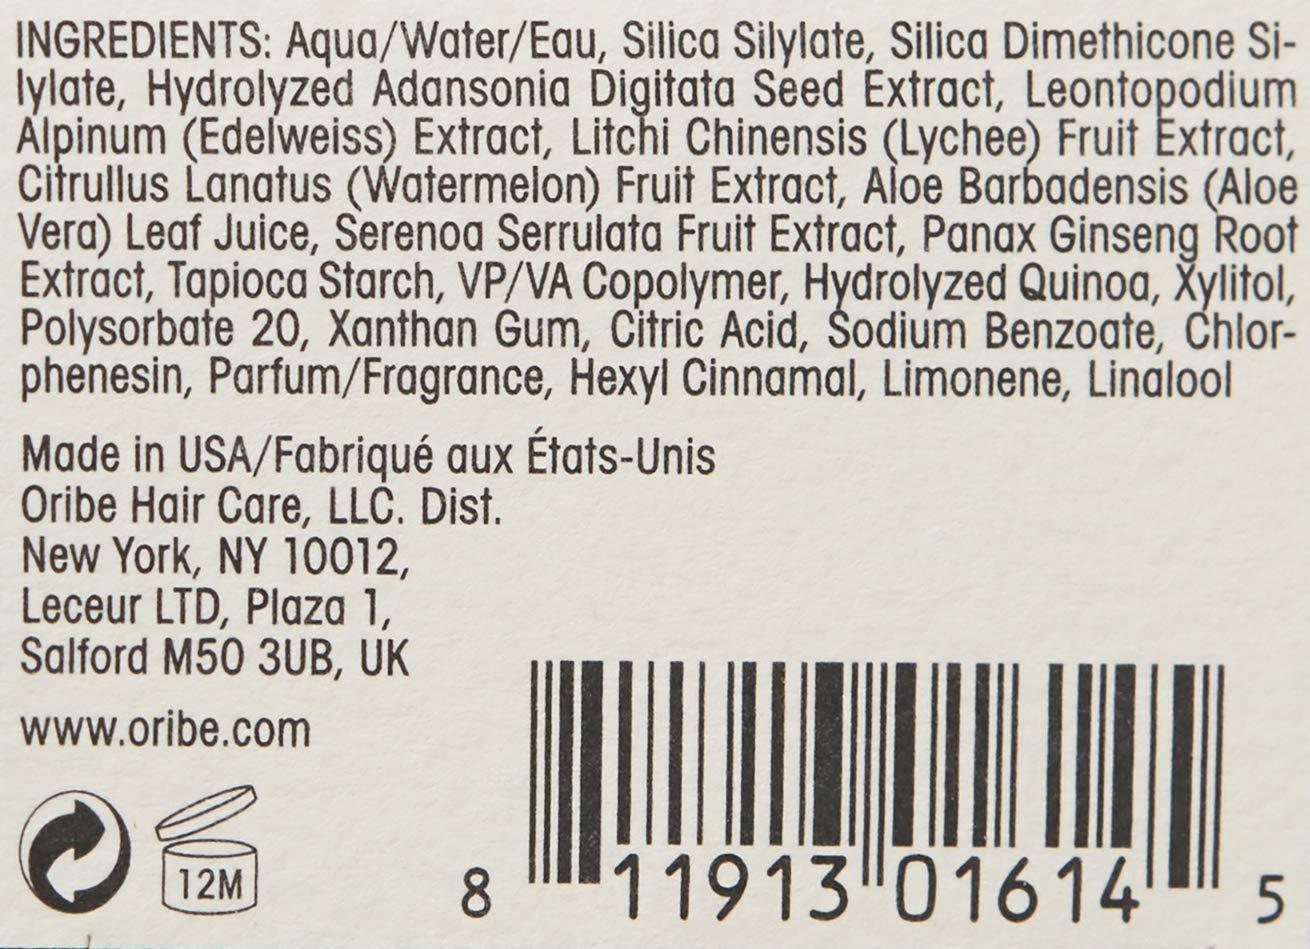 INGREDIENTS: Aqua/Water/Eau, Silica Silylate, Silica Dimethicone Si-
lylate, Hydrolyzed Adansonia Digitata Seed Extract, Leontopodium
Alpinum (Edelweiss) Extract, Litchi Chinensis (Lychee) Fruit Extract,
Citrullus Lanatus (Watermelon) Fruit Extract, Aloe Barbadensis (Aloe
Vera) Leaf Juice, Serenoa Serrulata Fruit Extract, Panax Ginseng Root
Extract, Tapioca Starch, VP/VA Copolymer, Hydrolyzed Quinoa, Xylitol,
Polysorbate 20, Xanthan Gum, Citric Acid, Sodium Benzoate, Chlor-
phenesin, Parfum/Fragrance, Hexyl Cinnamal, Limonene, Linalool
Made in USA/Fabriqué aux États-Unis
Oribe Hair Care, LLC. Dist.
New York, NY 10012,
Leceur LTD, Plaza 1,
Salford M50 3UB, UK
www.oribe.com
12M
8 11913 01614 5